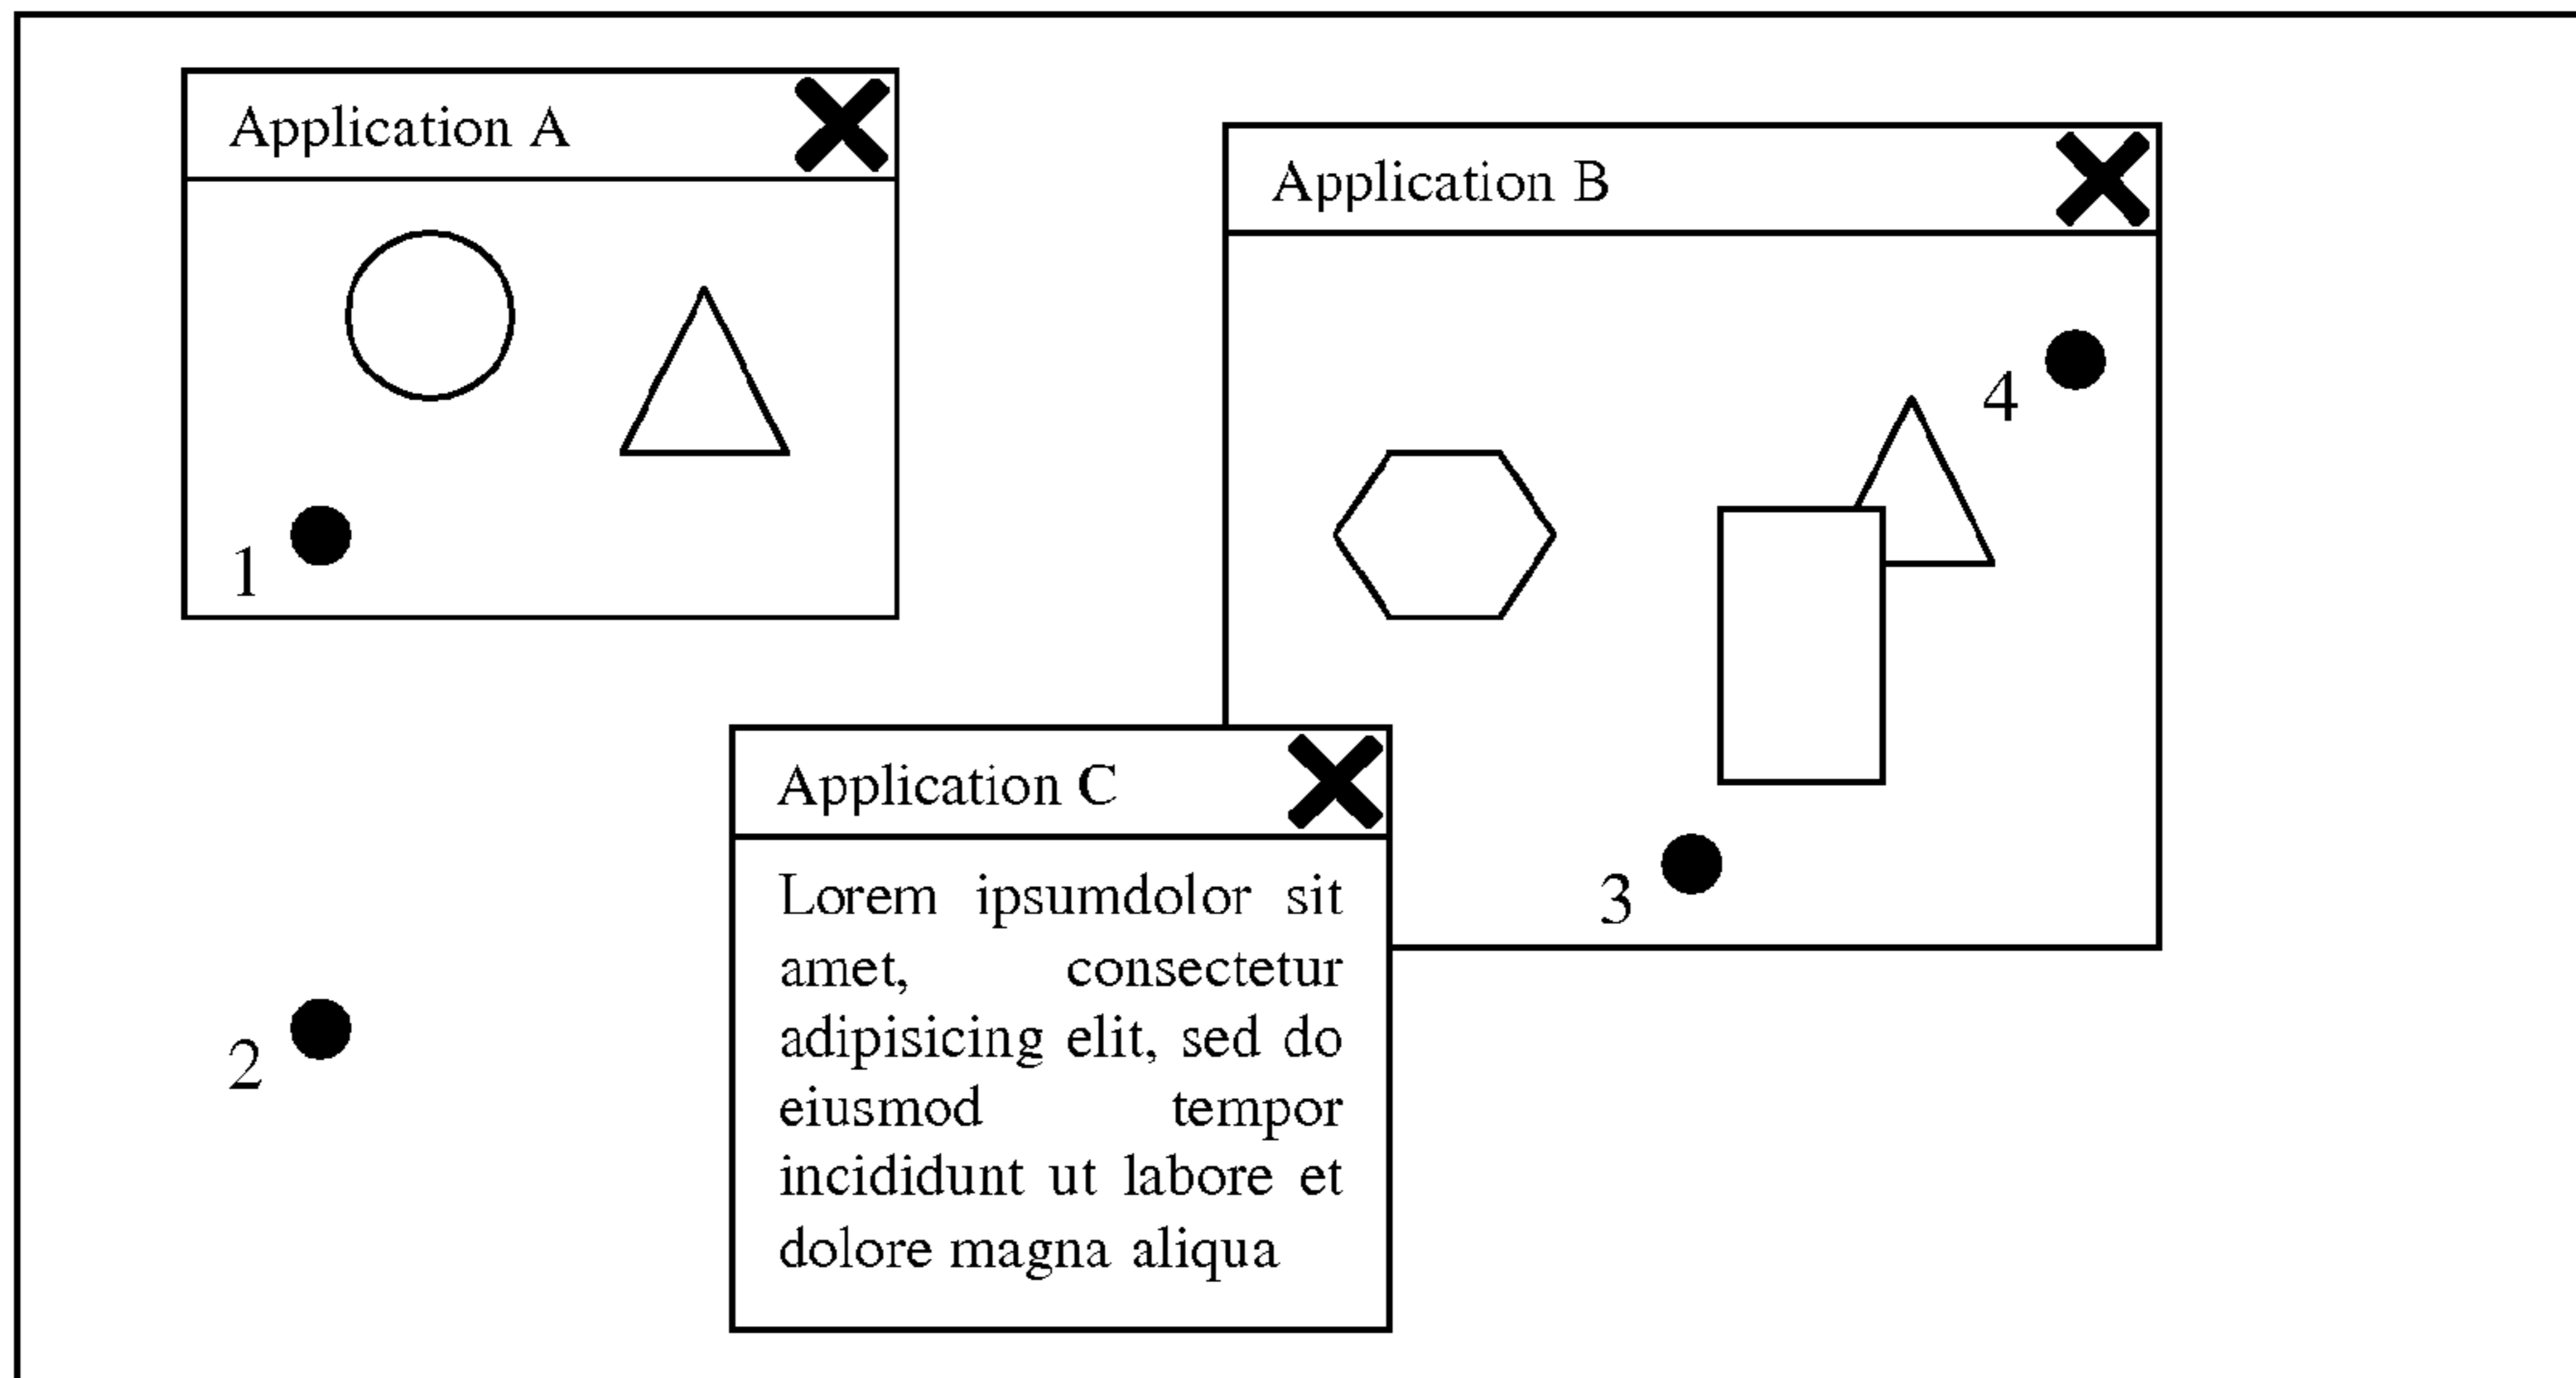 Application A
Application B
4
1
Application C
Lorem ipsumdolor sit
amet, consectetur
adipisicing elit, sed do
eiusmod tempor
incididunt ut labore et
dolore magna aliqua
3
2